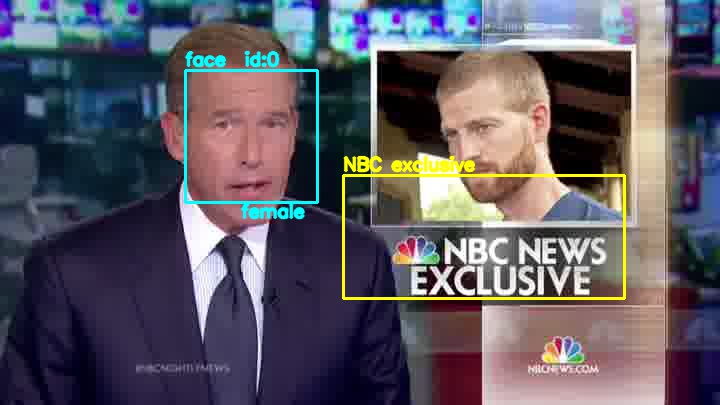 face id:0
NBC exclusive
female
NBC NEWS
EXCLUSIVE
@NBCNIGHTLYNEWS
NBCNEWS.COM